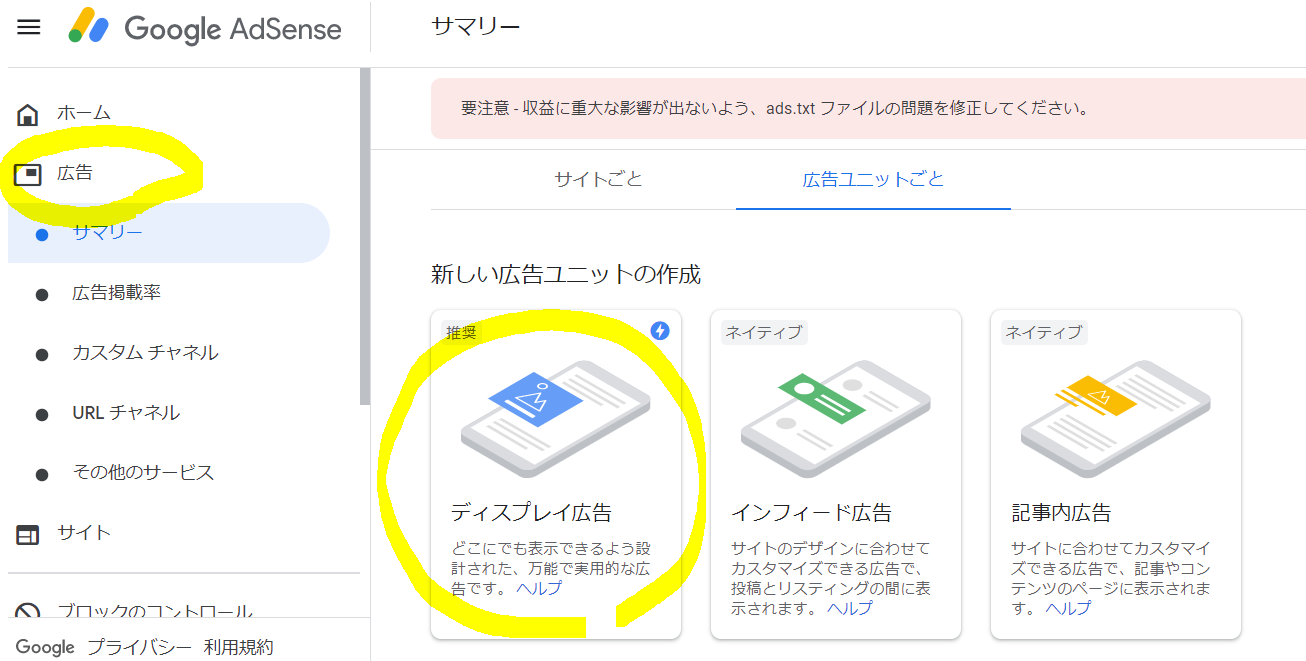 Google AdSense
サマリー
ホーム
広告
サマリー
広告掲載率
カスタム チャネル
URL チャネル
その他のサービス
サイト
ブロックのコントロール
Google プライバシー 利用規約
要注意 - 収益に重大な影響が出ないよう、ads.txt ファイルの問題を修正してください。
サイトごと
広告ユニットごと
新しい広告ユニットの作成
推奨
ディスプレイ広告
どこにでも表示できるよう設
計された、万能で実用的な広
告です。 ヘルプ
ネイティブ
インフィード広告
サイトのデザインに合わせて
カスタマイズできる広告で、
投稿とリスティングの間に表
示されます。 ヘルプ
ネイティブ
記事内広告
サイトに合わせてカスタマイ
ズできる広告で、記事やコン
テンツのページに表示されま
す。 ヘルプ